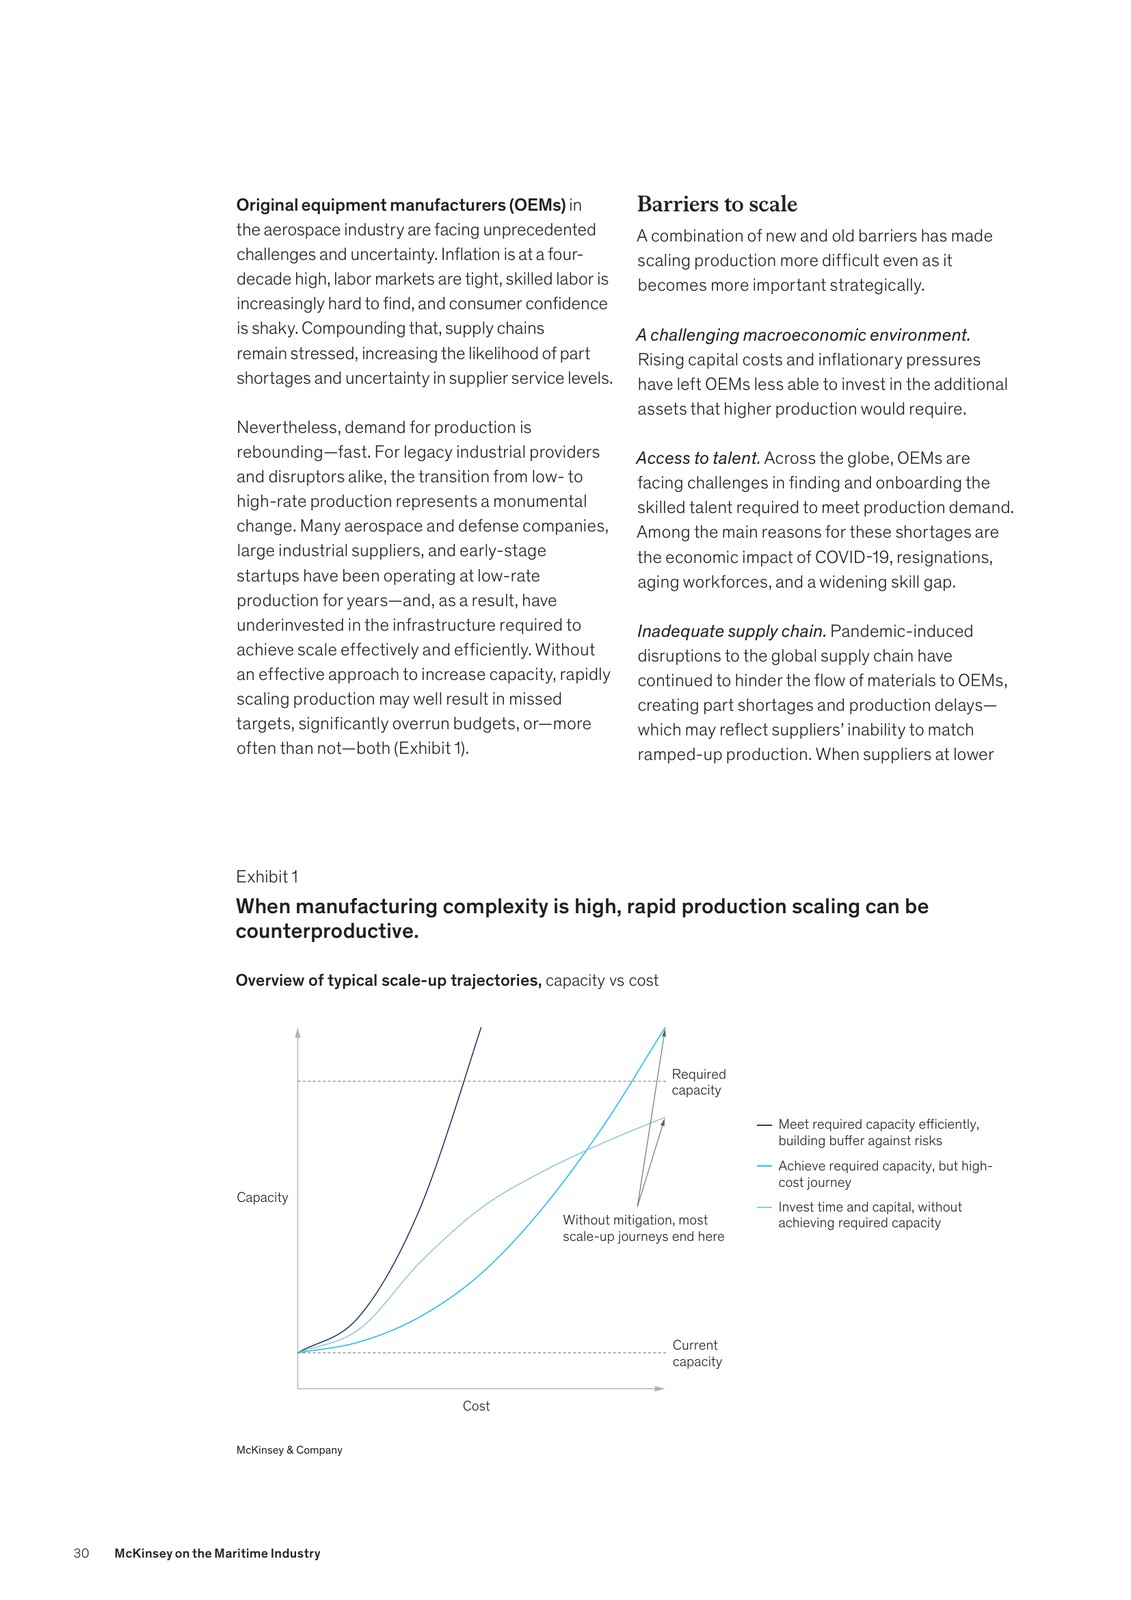 Original equipment manufacturers (OEMs) in
the aerospace industry are facing unprecedented
challenges and uncertainty. Inflation is at a four-
decade high, labor markets are tight, skilled labor is
increasingly hard to find, and consumer confidence
is shaky. Compounding that, supply chains
remain stressed, increasing the likelihood of part
shortages and uncertainty in supplier service levels.
Nevertheless, demand for production is
rebounding—fast. For legacy industrial providers
and disruptors alike, the transition from low- to
high-rate production represents a monumental
change. Many aerospace and defense companies,
large industrial suppliers, and early-stage
startups have been operating at low-rate
production for years—and, as a result, have
underinvested in the infrastructure required to
achieve scale effectively and efficiently. Without
an effective approach to increase capacity, rapidly
scaling production may well result in missed
targets, significantly overrun budgets, or—more
often than not—both (Exhibit 1).
Barriers to scale
A combination of new and old barriers has made
scaling production more difficult even as it
becomes more important strategically.
A challenging macroeconomic environment.
Rising capital costs and inflationary pressures
have left OEMs less able to invest in the additional
assets that higher production would require.
Access to talent. Across the globe, OEMs are
facing challenges in finding and onboarding the
skilled talent required to meet production demand.
Among the main reasons for these shortages are
the economic impact of COVID-19, resignations,
aging workforces, and a widening skill gap.
Inadequate supply chain. Pandemic-induced
disruptions to the global supply chain have
continued to hinder the flow of materials to OEMs,
creating part shortages and production delays—
which may reflect suppliers' inability to match
ramped-up production. When suppliers at lower
Exhibit 1
When manufacturing complexity is high, rapid production scaling can be
counterproductive.
Overview of typical scale-up trajectories, capacity vs cost
Required
capacity
Meet required capacity efficiently,
building buffer against risks
Achieve required capacity, but high-
cost journey
Invest time and capital, without
achieving required capacity
Capacity
Without mitigation, most
scale-up journeys end here
Current
capacity
Cost
McKinsey & Company
30 McKinsey on the Maritime Industry